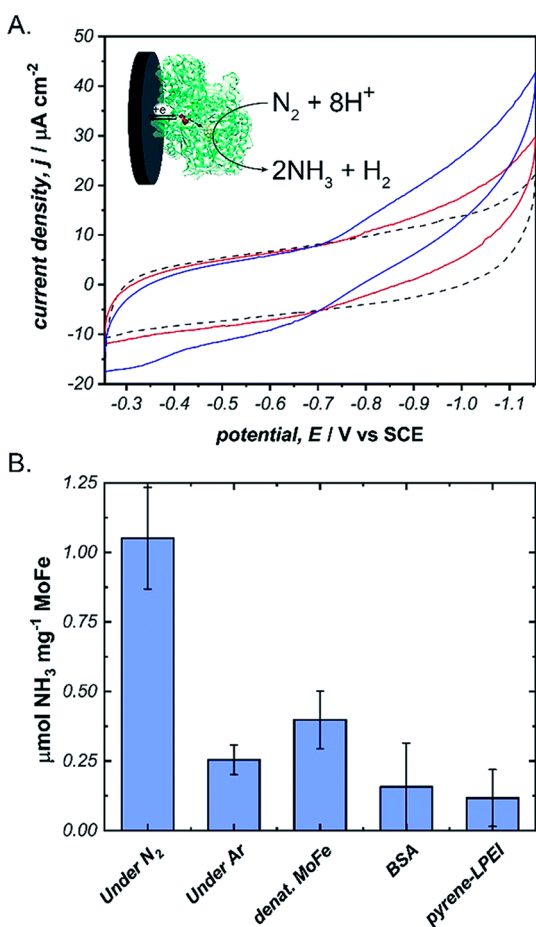 A.
50
40
30
20
10
0
-10
-20
current density, j / μA cm⁻²
+e⁻
N₂ + 8H⁺
2NH₃ + H₂
-0.3 -0.4 -0.5 -0.6 -0.7 -0.8 -0.9 -1.0 -1.1
potential, E / V vs SCE
B.
1.25
1.00
0.75
0.50
0.25
0.00
μmol NH₃ mg⁻¹ MoFe
Under N₂
Under Ar
denat. MoFe
BSA
pyrene-LPEI